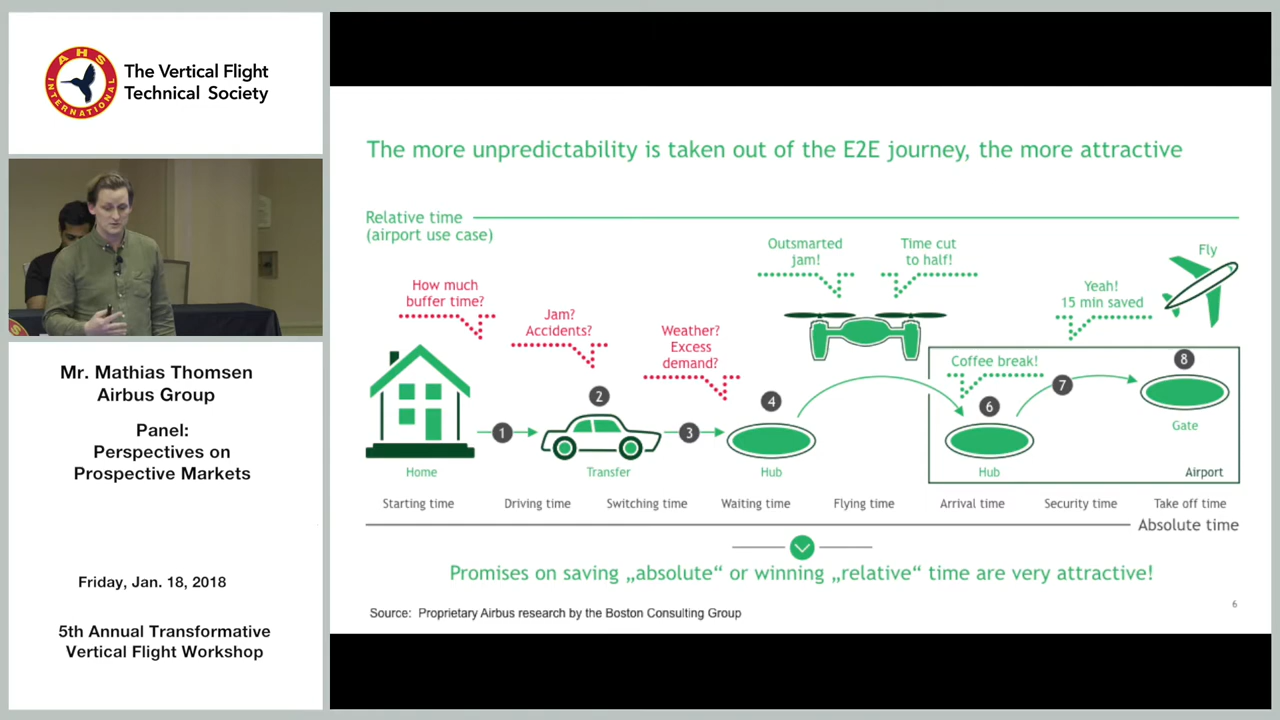 AHS
INTERNATIONAL
The Vertical Flight
Technical Society
Mr. Mathias Thomsen
Airbus Group
Panel:
Perspectives on
Prospective Markets
Friday, Jan. 18, 2018
5th Annual Transformative
Vertical Flight Workshop
The more unpredictability is taken out of the E2E journey, the more attractive
Relative time
(airport use case)
How much
buffer time?
Jam?
Accidents?
Weather?
Excess
demand?
Outsmarted
jam!
Time cut
to half!
Coffee break!
Yeah!
15 min saved
Fly
1
2
3
4
6
7
8
Home
Transfer
Hub
Hub
Gate
Airport
Starting time
Driving time
Switching time
Waiting time
Flying time
Arrival time
Security time
Take off time
Absolute time
Promises on saving „absolute“ or winning „relative“ time are very attractive!
Source: Proprietary Airbus research by the Boston Consulting Group
6